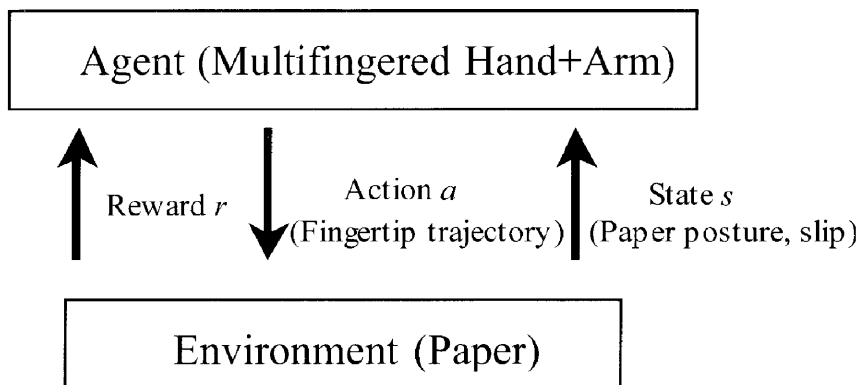 Agent (Multifingered Hand+Arm)
Reward r
Action a
(Fingertip trajectory)
State s
(Paper posture, slip)
Environment (Paper)